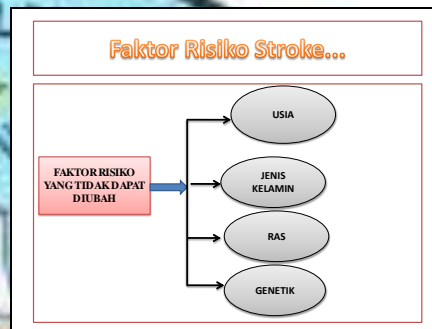 Faktor Risiko Stroke...
USIA
FAKTOR RISIKO
YANG TIDAK DAPAT
DIUBAH
JENIS
KELAMIN
RAS
GENETIK